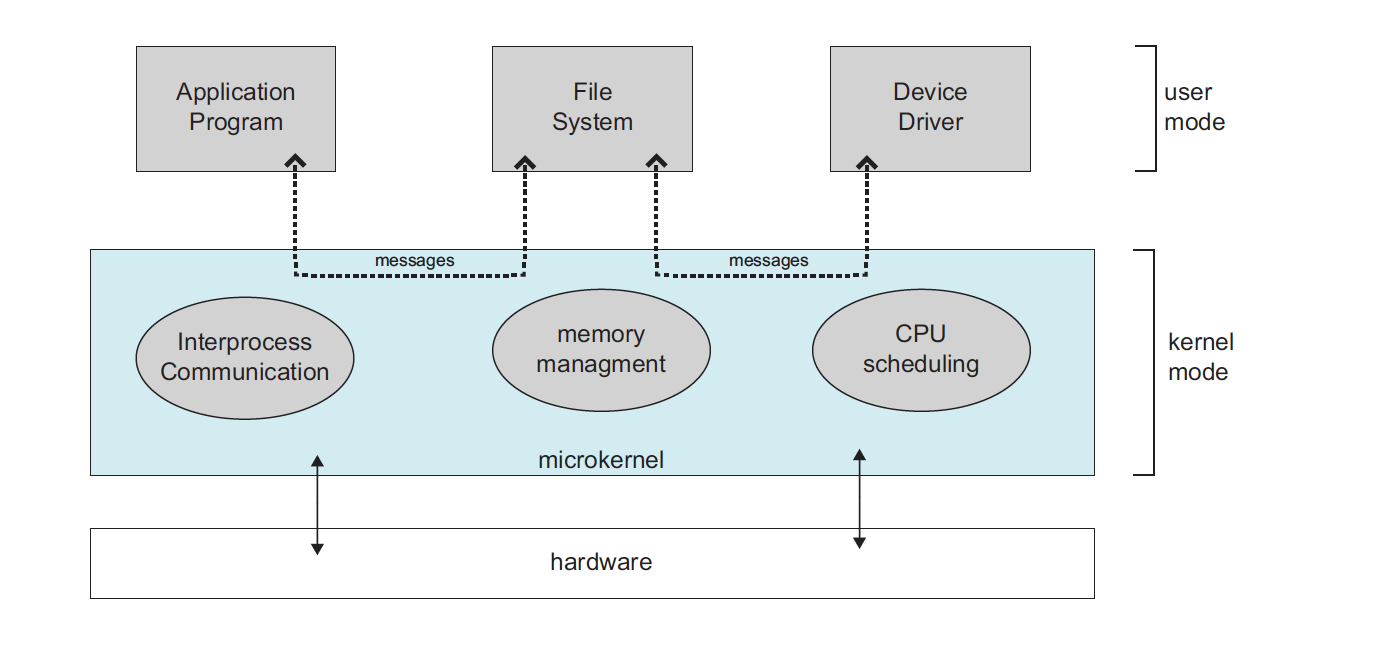 Application
Program
File
System
Device
Driver
user
mode
messages
messages
Interprocess
Communication
memory
managment
CPU
scheduling
kernel
mode
microkernel
hardware